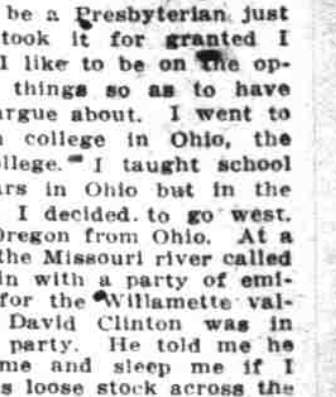 be a Presbyterian just
took it for granted I
I like to be on the op-
things so as to have
argue about. I went to
college in Ohio, the
ollege. I taught school
ars in Ohio but in the
I decided. to go west.
Oregon from Ohio. At a
the Missouri river called
in with a party of emi-
for the Willamette val-
David Clinton was in
party. He told me he
me and sleep me if I
s loose stock across the